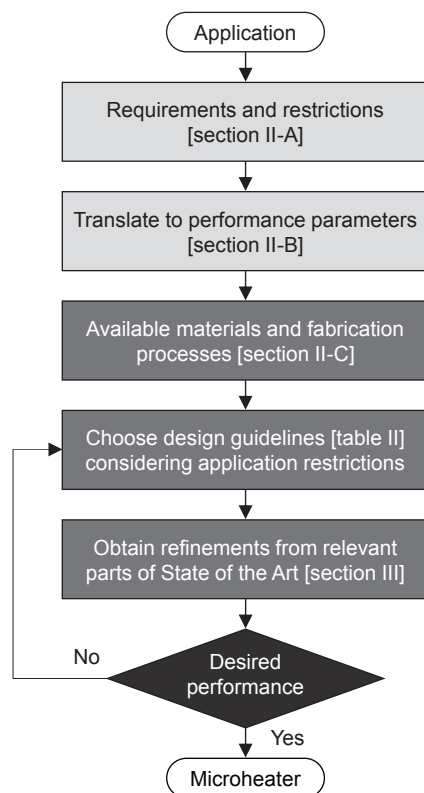 Application
Requirements and restrictions
[section II-A]
Translate to performance parameters
[section II-B]
Available materials and fabrication
processes [section II-C]
Choose design guidelines [table II]
considering application restrictions
Obtain refinements from relevant
parts of State of the Art [section III]
No
Desired
performance
Yes
Microheater